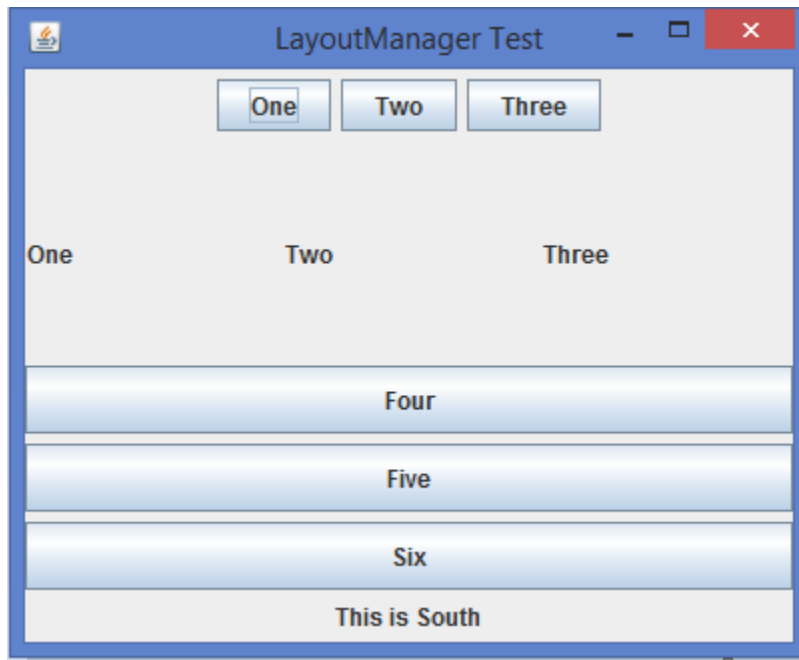 LayoutManager Test
One Two Three
One Two Three
Four
Five
Six
This is South